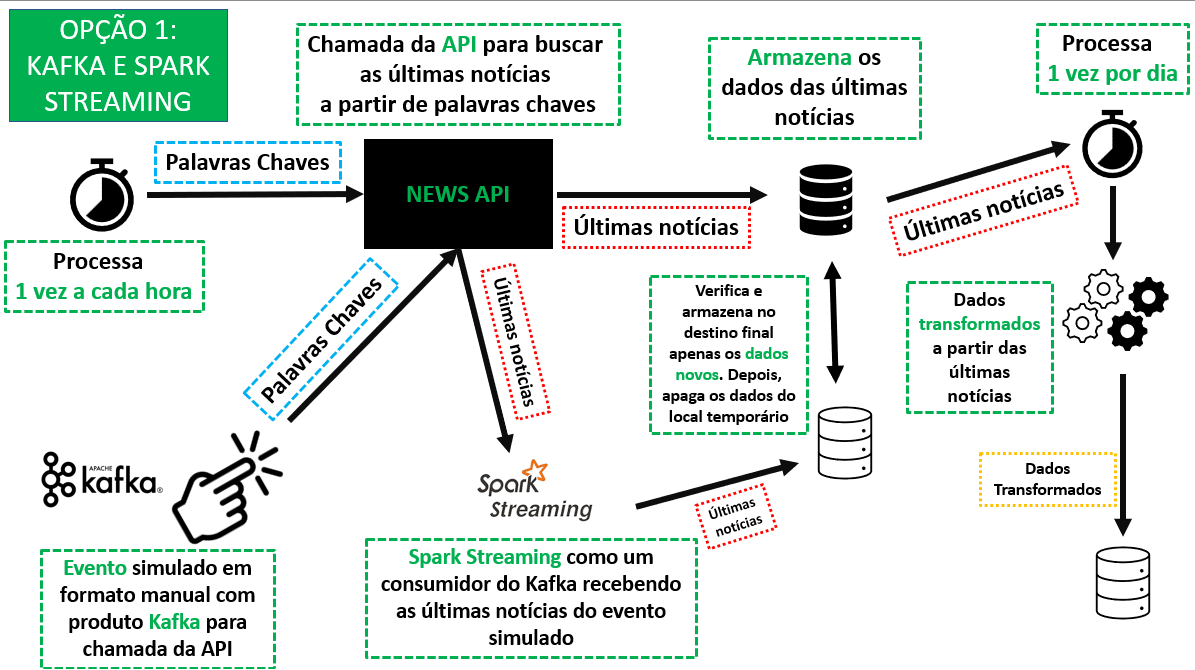 OPÇÃO 1:
KAFKA E SPARK
STREAMING
Chamada da API para buscar
as últimas notícias
a partir de palavras chaves
Armazena os
dados das últimas
notícias
Processa
1 vez por dia
Palavras Chaves
NEWS API
Últimas notícias
Últimas notícias
Processa
1 vez a cada hora
Palavras Chaves
Últimas notícias
Verifica e
armazena no
destino final
apenas os dados
novos. Depois,
apaga os dados do
local temporário
Dados
transformados
a partir das
últimas
notícias
APACHE
kafka®
Spark
Streaming
Últimas
notícias
Dados
Transformados
Evento simulado em
formato manual com
produto Kafka para
chamada da API
Spark Streaming como um
consumidor do Kafka recebendo
as últimas notícias do evento
simulado